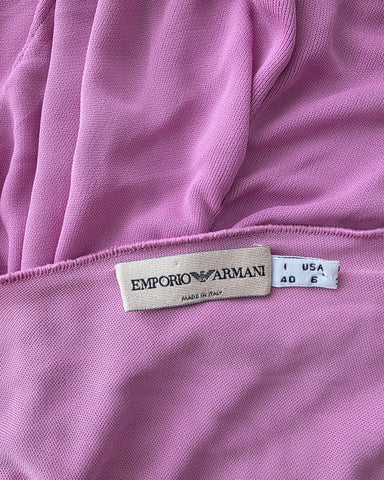 EMPORIO ARMANI
MADE IN ITALY
I USA
40 6